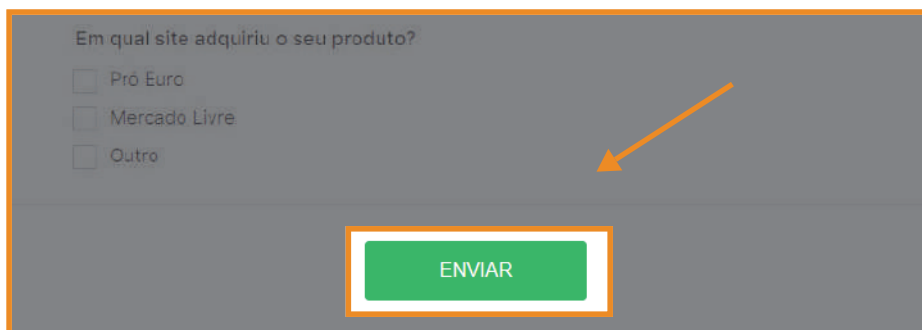 Em qual site adquiriu o seu produto?
Pró Euro
Mercado Livre
Outro
ENVIAR